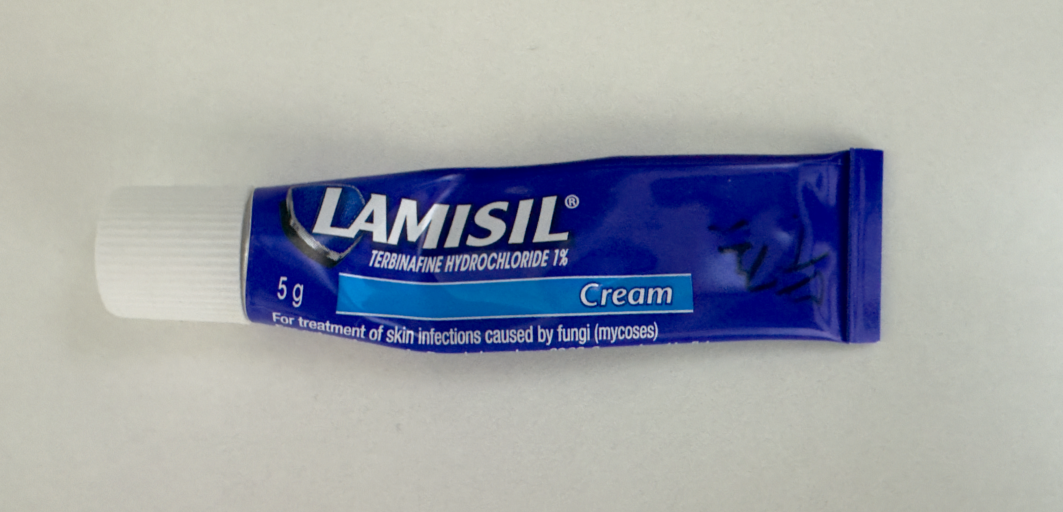 LAMISIL®
TERBINAFINE HYDROCHLORIDE 1%
5 g
Cream
For treatment of skin infections caused by fungi (mycoses)